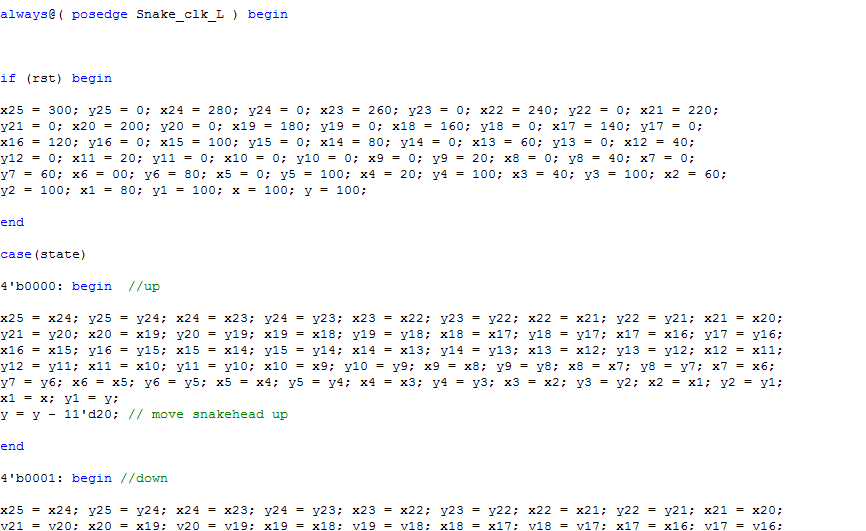 always@( posedge Snake_clk_L ) begin
if (rst) begin
x25 = 300; y25 = 0; x24 = 280; y24 = 0; x23 = 260; y23 = 0; x22 = 240; y22 = 0; x21 = 220;
y21 = 0; x20 = 200; y20 = 0; x19 = 180; y19 = 0; x18 = 160; y18 = 0; x17 = 140; y17 = 0;
x16 = 120; y16 = 0; x15 = 100; y15 = 0; x14 = 80; y14 = 0; x13 = 60; y13 = 0; x12 = 40;
y12 = 0; x11 = 20; y11 = 0; x10 = 0; y10 = 0; x9 = 0; y9 = 20; x8 = 0; y8 = 40; x7 = 0;
y7 = 60; x6 = 00; y6 = 80; x5 = 0; y5 = 100; x4 = 20; y4 = 100; x3 = 40; y3 = 100; x2 = 60;
y2 = 100; x1 = 80; y1 = 100; x = 100; y = 100;
end
case(state)
4'b0000: begin  //up
x25 = x24; y25 = y24; x24 = x23; y24 = y23; x23 = x22; y23 = y22; x22 = x21; y22 = y21; x21 = x20;
y21 = y20; x20 = x19; y20 = y19; x19 = x18; y19 = y18; x18 = x17; y18 = y17; x17 = x16; y17 = y16;
x16 = x15; y16 = y15; x15 = x14; y15 = y14; x14 = x13; y14 = y13; x13 = x12; y13 = y12; x12 = x11;
y12 = y11; x11 = x10; y11 = y10; x10 = x9; y10 = y9; x9 = x8; y9 = y8; x8 = x7; y8 = y7; x7 = x6;
y7 = y6; x6 = x5; y6 = y5; x5 = x4; y5 = y4; x4 = x3; y4 = y3; x3 = x2; y3 = y2; x2 = x1; y2 = y1;
x1 = x; y1 = y;
y = y - 11'd20; // move snakehead up
end
4'b0001: begin //down
x25 = x24; y25 = y24; x24 = x23; y24 = y23; x23 = x22; y23 = y22; x22 = x21; y22 = y21; x21 = x20;
y21 = y20; x20 = x19; y20 = y19; x19 = x18; y19 = y18; x18 = x17; y18 = y17; x17 = x16; y17 = y16;